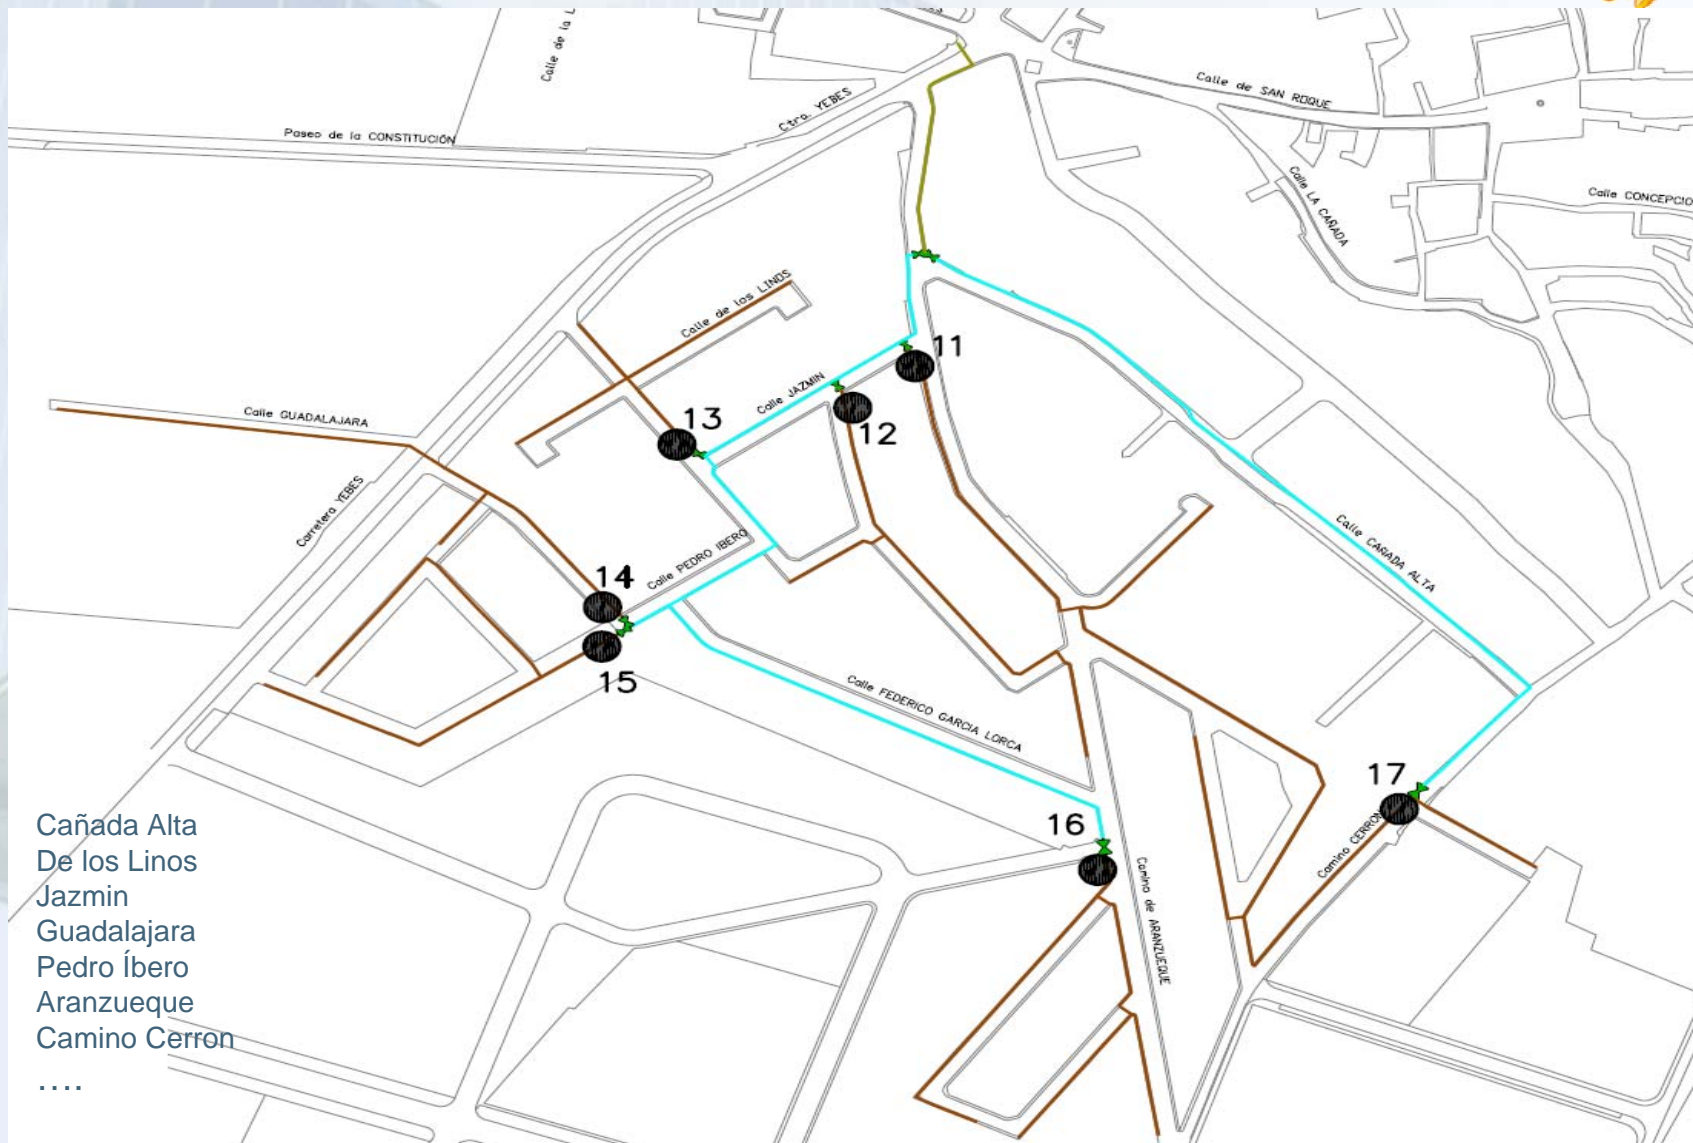 Calle de la L
Calle de SAN ROQUE
Ctra. YEBES
Paseo de la CONSTITUCIÓN
Calle LA CAÑADA
Calle CONCEPCIO
Calle de los LINOS
11
Calle JAZMIN
Calle GUADALAJARA
13
12
Carretera YEBES
Calle CAÑADA ALTA
Calle PEDRO IBERO
14
15
Calle FEDERICO GARCIA LORCA
17
16
Camino CERRON
Camino de ARANZUEQUE
Cañada Alta
De los Linos
Jazmin
Guadalajara
Pedro Íbero
Aranzueque
Camino Cerron
....